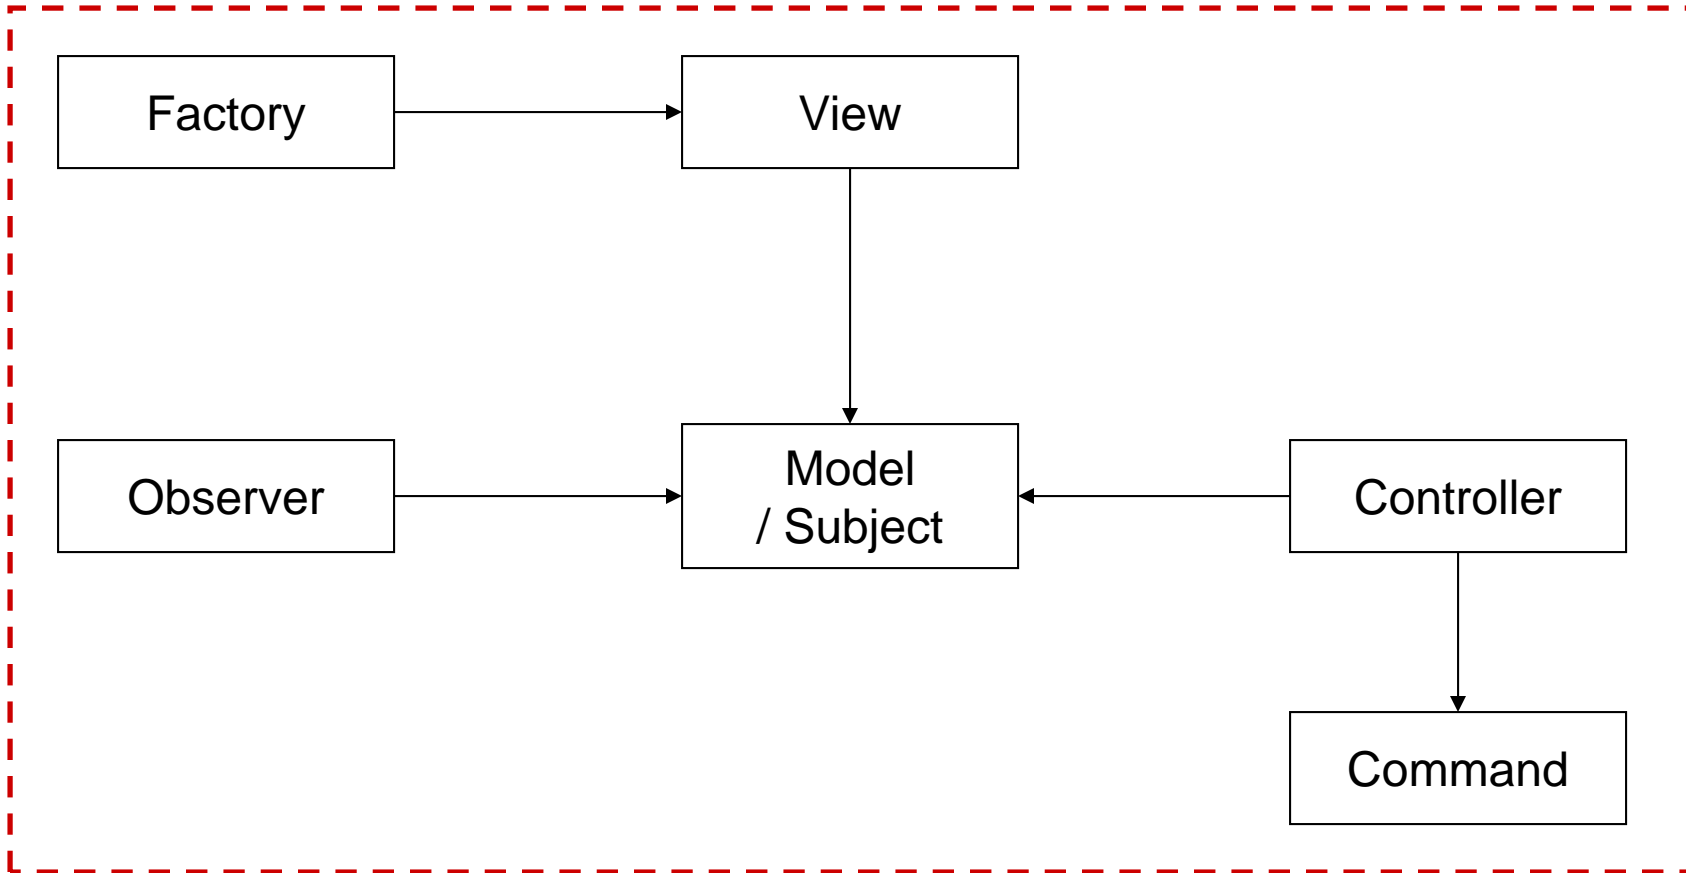 Factory
View
Observer
Model
/ Subject
Controller
Command